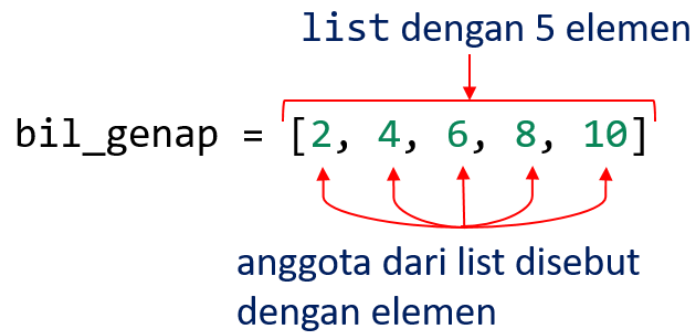 list dengan 5 elemen
bil_genap = [2, 4, 6, 8, 10]
anggota dari list disebut
dengan elemen